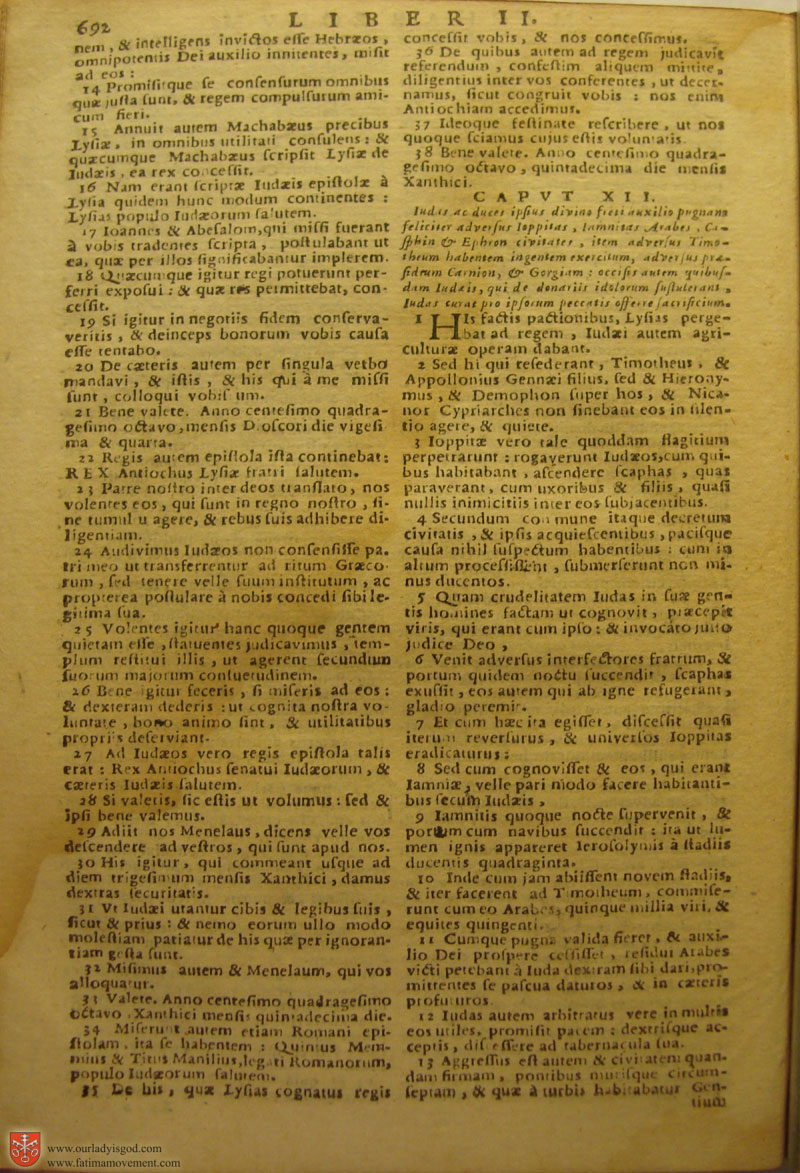 692
LIBER II.
nem, & intelligens invictos esse Hebræos,
omnipotentis Dei auxilio innitentes, misit
ad eos:
14 Promisitque se consensurum omnibus
quæ justa sunt, & regem compulsurum ami-
cum fieri.
15 Annuit autem Machabæus precibus
Lysiæ, in omnibus utilitati consulens: &
quæcumque Machabæus scripsit Lysiæ de
Iudæis, ea rex concessit.
16 Nam erant scriptæ Iudæis epistolæ à
Lysia quidem hunc modum continentes:
Lysias populo Iudæorum salutem.
17 Ioannes & Abesalom, qui missi fuerant
à vobis tradentes scripta, postulabant ut
ea, quæ per illos significabantur implerem.
18 Quæcumque igitur regi potuerunt per-
ferri exposui: & quæ res permittebat, con-
cessit.
19 Si igitur in negotiis fidem conserva-
veritis, & deinceps bonorum vobis causa
esse tentabo.
20 De cæteris autem per singula verbo
mandavi, & istis, & his qui à me missi
sunt, colloqui vobiscum.
21 Bene valete. Anno centesimo quadra-
gesimo octavo, mensis Dioscori die vigesi
ma & quarta.
22 Regis autem epistola ista continebat:
REX Antiochus Lysiæ fratri salutem.
23 Patre nostro inter deos translato, nos
volentes eos, qui sunt in regno nostro, si-
ne tumultu agere, & rebus suis adhibere di-
ligentiam.
24 Audivimus Iudæos non consensisse pa-
tri meo ut transferrentur ad ritum Græco-
rum, sed tenere velle suum institutum, ac
propterea postulare à nobis concedi sibi le-
gitima sua.
25 Volentes igitur hanc quoque gentem
quietam esse, statuentes judicavimus, tem-
plum restitui illis, ut agerent secundum
suorum majorum consuetudinem.
26 Bene igitur feceris, si miseris ad eos:
& dexteram dederis: ut cognita nostra vo-
luntate, bono animo sint, & utilitatibus
propriis deserviant.
27 Ad Iudæos vero regis epistola talis
erat: Rex Antiochus senatui Iudæorum, &
cæteris Iudæis salutem.
28 Si valetis, sic estis ut volumus: sed &
ipsi bene valemus.
29 Adiit nos Menelaus, dicens velle vos
descendere ad vestros, qui sunt apud nos.
30 His igitur, qui commeant usque ad
diem trigesimum mensis Xanthici, damus
dextras securitatis.
31 Vt Iudæi utantur cibis & legibus suis,
sicut & prius: & nemo eorum ullo modo
molestiam patiatur de his quæ per ignoran-
tiam gesta sunt.
32 Misimus autem & Menelaum, qui vos
alloquatur.
33 Valete. Anno centesimo quadragesimo
octavo, Xanthici mensis quintadecima die.
34 Miserunt autem etiam Romani epi-
stolam, ita se habentem: Quintus Mem-
mius & Titus Manilius, legati Romanorum,
populo Iudæorum salutem.
35 De his, quæ Lysias cognatus regis
concessit vobis, & nos concessimus.
36 De quibus autem ad regem judicavit
referendum, confestim aliquem mittite,
diligentius inter vos conferentes, ut decer-
namus, sicut congruit vobis: nos enim
Antiochiam accedimus.
37 Ideoque festinate rescribere, ut nos
quoque sciamus cujus estis voluntatis.
38 Bene valete. Anno centesimo quadra-
gesimo octavo, quintadecima die mensis
Xanthici.
CAPVT XII.
Iudas ac duces ipsius divino freti auxilio pugnant
feliciter adversus Ioppitas, Iamnitas Arabes, Ca-
sphin & Ephron civitates, item adversus Timo-
theum habentem ingentem exercitum, adversus præ-
sidium Carnion, & Gorgiam: occisis autem quibus-
dam Iudæis, qui de donariis idolorum sustulerant,
Iudas curat pro ipsorum peccatis offerre sacrificium.
1 HIs factis pactionibus, Lysias perge-
bat ad regem, Iudæi autem agri-
culturæ operam dabant.
2 Sed hi qui resederant, Timotheus, &
Appollonius Gennæi filius, sed & Hierony-
mus, & Demophon super hos, & Nica-
nor Cypriarches non sinebant eos in silen-
tio agere, & quiete.
3 Ioppitæ vero tale quoddam flagitium
perpetrarunt: rogaverunt Iudæos, cum qui-
bus habitabant, ascendere scaphas, quas
paraverant, cum uxoribus & filiis, quasi
nullis inimicitiis inter eos subjacentibus.
4 Secundum commune itaque decretum
civitatis, & ipsis acquiescentibus, pacisque
causa nihil suspectum habentibus: cum in
altum processissent, submerserunt non mi-
nus ducentos.
5 Quam crudelitatem Iudas in suæ gen-
tis homines factam ut cognovit, præcepit
viris, qui erant cum ipso: & invocato justo
judice Deo,
6 Venit adversus interfectores fratrum, &
portum quidem noctu succendit, scaphas
exussit, eos autem qui ab igne refugerant,
gladio peremit.
7 Et cum hæc ita egisset, discessit quasi
iterum reversurus, & universos Ioppitas
eradicaturus:
8 Sed cum cognovisset & eos, qui erant
Iamniæ, velle pari modo facere habitanti-
bus secum Iudæis,
9 Iamnitis quoque nocte supervenit, &
portum cum navibus succendit: ita ut lu-
men ignis appareret Ierosolymis à stadiis
ducentis quadraginta.
10 Inde cum jam abiissent novem stadiis,
& iter facerent ad Timotheum, commise-
runt cum eo Arabes, quinque millia viri, &
equites quingenti.
11 Cumque pugna valida fieret, & auxi-
lio Dei prospere cessisset, residui Arabes
victi petebant à Iuda dextram sibi dari, pro-
mittentes se pascua daturos, & in cæteris
profuturos.
12 Iudas autem arbitratus vere in multis
eos utiles, promisit pacem: dextrisque ac-
ceptis, discessere ad tabernacula sua.
13 Aggressus est autem & civitatem quan-
dam firmam, pontibus murisque circum-
septam, & quæ à turbis habitabatur Gen-
tium
www.ourladyisgod.com
www.fatimamovement.com